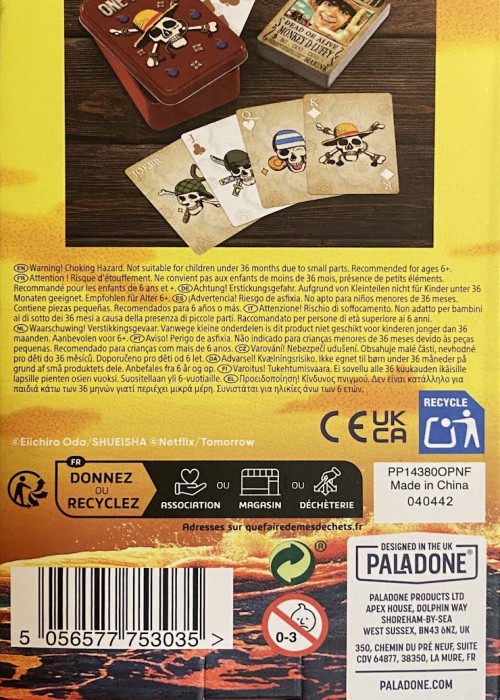 ONE
DEAD OR ALIVE
MONKEY·D·LUFFY
MARINE
JOKER
J
Q
K
K
EN Warning! Choking Hazard. Not suitable for children under 36 months due to small parts. Recommended for ages 6+.
FR Attention ! Risque d'étouffement. Ne convient pas aux enfants de moins de 36 mois, présence de petits éléments.
Recommandé pour les enfants de 6 ans et +. DE Achtung! Erstickungsgefahr. Aufgrund von Kleinteilen nicht für Kinder unter 36
Monaten geeignet. Empfohlen für Alter 6+. ES ¡Advertencia! Riesgo de asfixia. No apto para niños menores de 36 meses.
Contiene piezas pequeñas. Recomendados para 6 años o más. IT Attenzione! Rischio di soffocamento. Non adatto per bambini
al di sotto dei 36 mesi a causa della presenza di piccole parti. Raccomandato per persone di età superiore ai 6 anni.
NL Waarschuwing! Verstikkingsgevaar. Vanwege kleine onderdelen is dit product niet geschikt voor kinderen jonger dan 36
maanden. Aanbevolen voor 6+. PT Aviso! Perigo de asfixia. Não indicado para crianças menores de 36 meses devido às peças
pequenas. Recomendado para crianças com mais de 6 anos. CZ Varování! Nebezpečí udušení. Obsahuje malé části, nevhodné
pro děti do 36 měsíců. Doporučeno pro děti od 6 let. DA Advarsel! Kvælningsrisiko. Ikke egnet til børn under 36 måneder på
grund af små produktets dele. Anbefales fra 6 år og op. FI Varoitus! Tukehtumisvaara. Ei sovellu alle 36 kuukauden ikäisille
lapsille pienten osien vuoksi. Suositellaan yli 6-vuotiaille. EL Προειδοποίηση! Κίνδυνος πνιγμού. Δεν είναι κατάλληλο για
παιδιά κάτω των 36 μηνών γιατί περιέχει μικρά μέρη. Συνιστάται για ηλικίες άνω των 6 ετών.
RECYCLE
CE UK
CA
©Eiichiro Oda/SHUEISHA ©Netflix/Tomorrow
FR
DONNEZ
OU
RECYCLEZ
ASSOCIATION
OU
MAGASIN
OU
DÉCHÈTERIE
Adresses sur quefairedemesdechets.fr
PP14380OPNF
Made in China
040442
®
0-3
5 056577 753035 >
DESIGNED IN THE UK
PALADONE®
PALADONE PRODUCTS LTD
APEX HOUSE, DOLPHIN WAY
SHOREHAM-BY-SEA
WEST SUSSEX, BN43 6NZ, UK
350, CHEMIN DU PRÉ NEUF, SUITE
CDV 64877, 38350, LA MURE, FR
PALADONE.COM